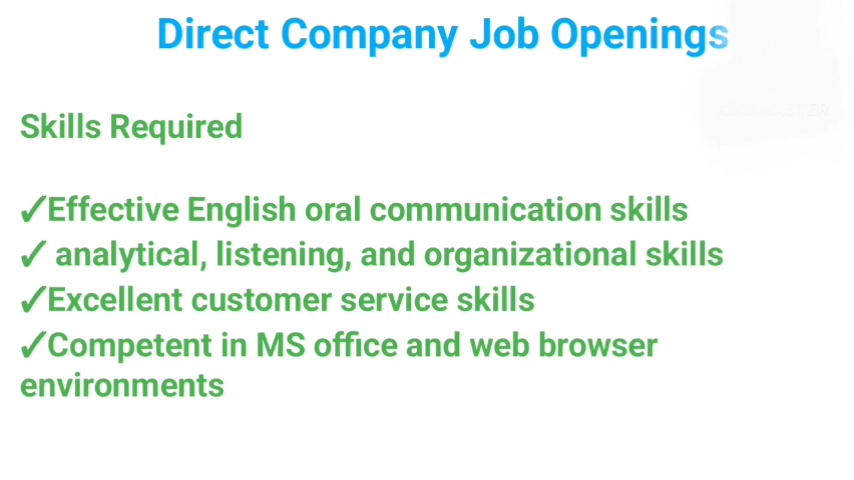 Direct Company Job Openings
Skills Required
✓Effective English oral communication skills
✓ analytical, listening, and organizational skills
✓Excellent customer service skills
✓Competent in MS office and web browser
environments